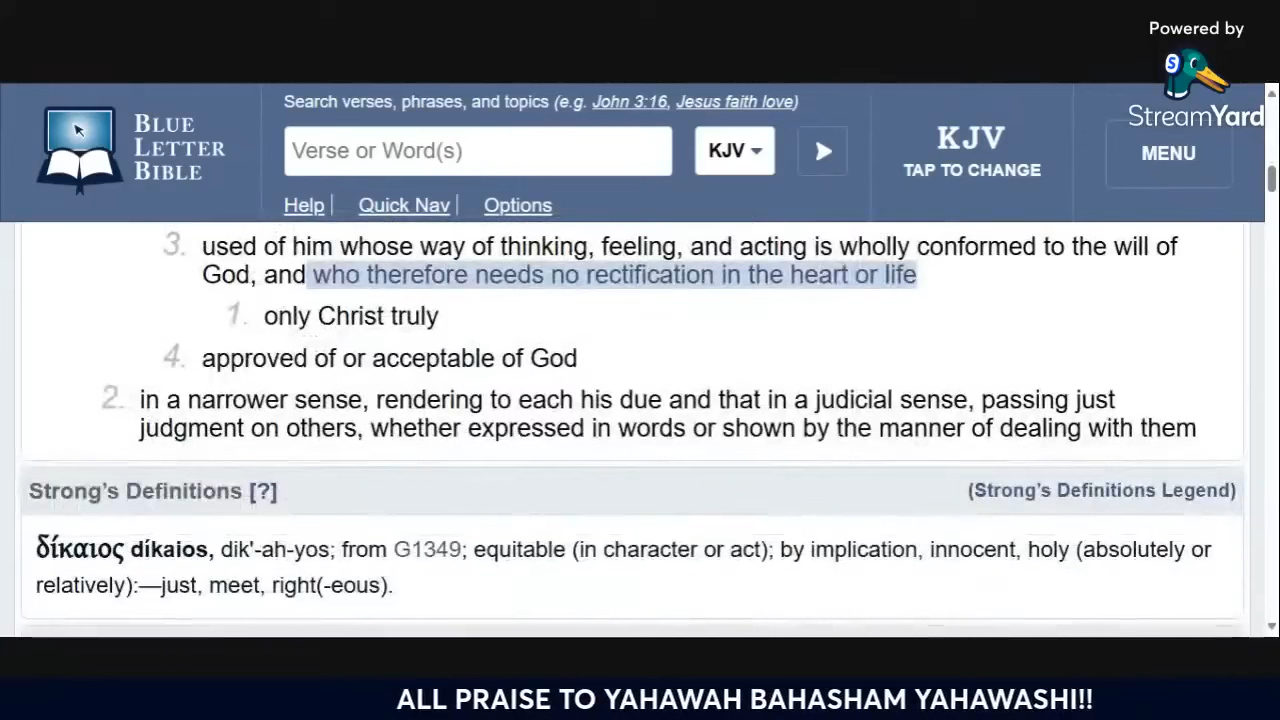 Powered by
StreamYard
BLUE
LETTER
BIBLE
Search verses, phrases, and topics (e.g. John 3:16, Jesus faith love)
Verse or Word(s)
KJV
Help | Quick Nav | Options
KJV
TAP TO CHANGE
MENU
3. used of him whose way of thinking, feeling, and acting is wholly conformed to the will of
God, and who therefore needs no rectification in the heart or life
1. only Christ truly
4. approved of or acceptable of God
2. in a narrower sense, rendering to each his due and that in a judicial sense, passing just
judgment on others, whether expressed in words or shown by the manner of dealing with them
Strong's Definitions [?]
(Strong's Definitions Legend)
δίκαιος díkaios, dik'-ah-yos; from G1349; equitable (in character or act); by implication, innocent, holy (absolutely or
relatively):—just, meet, right(-eous).
ALL PRAISE TO YAHAWAH BAHASHAM YAHAWASHI!!